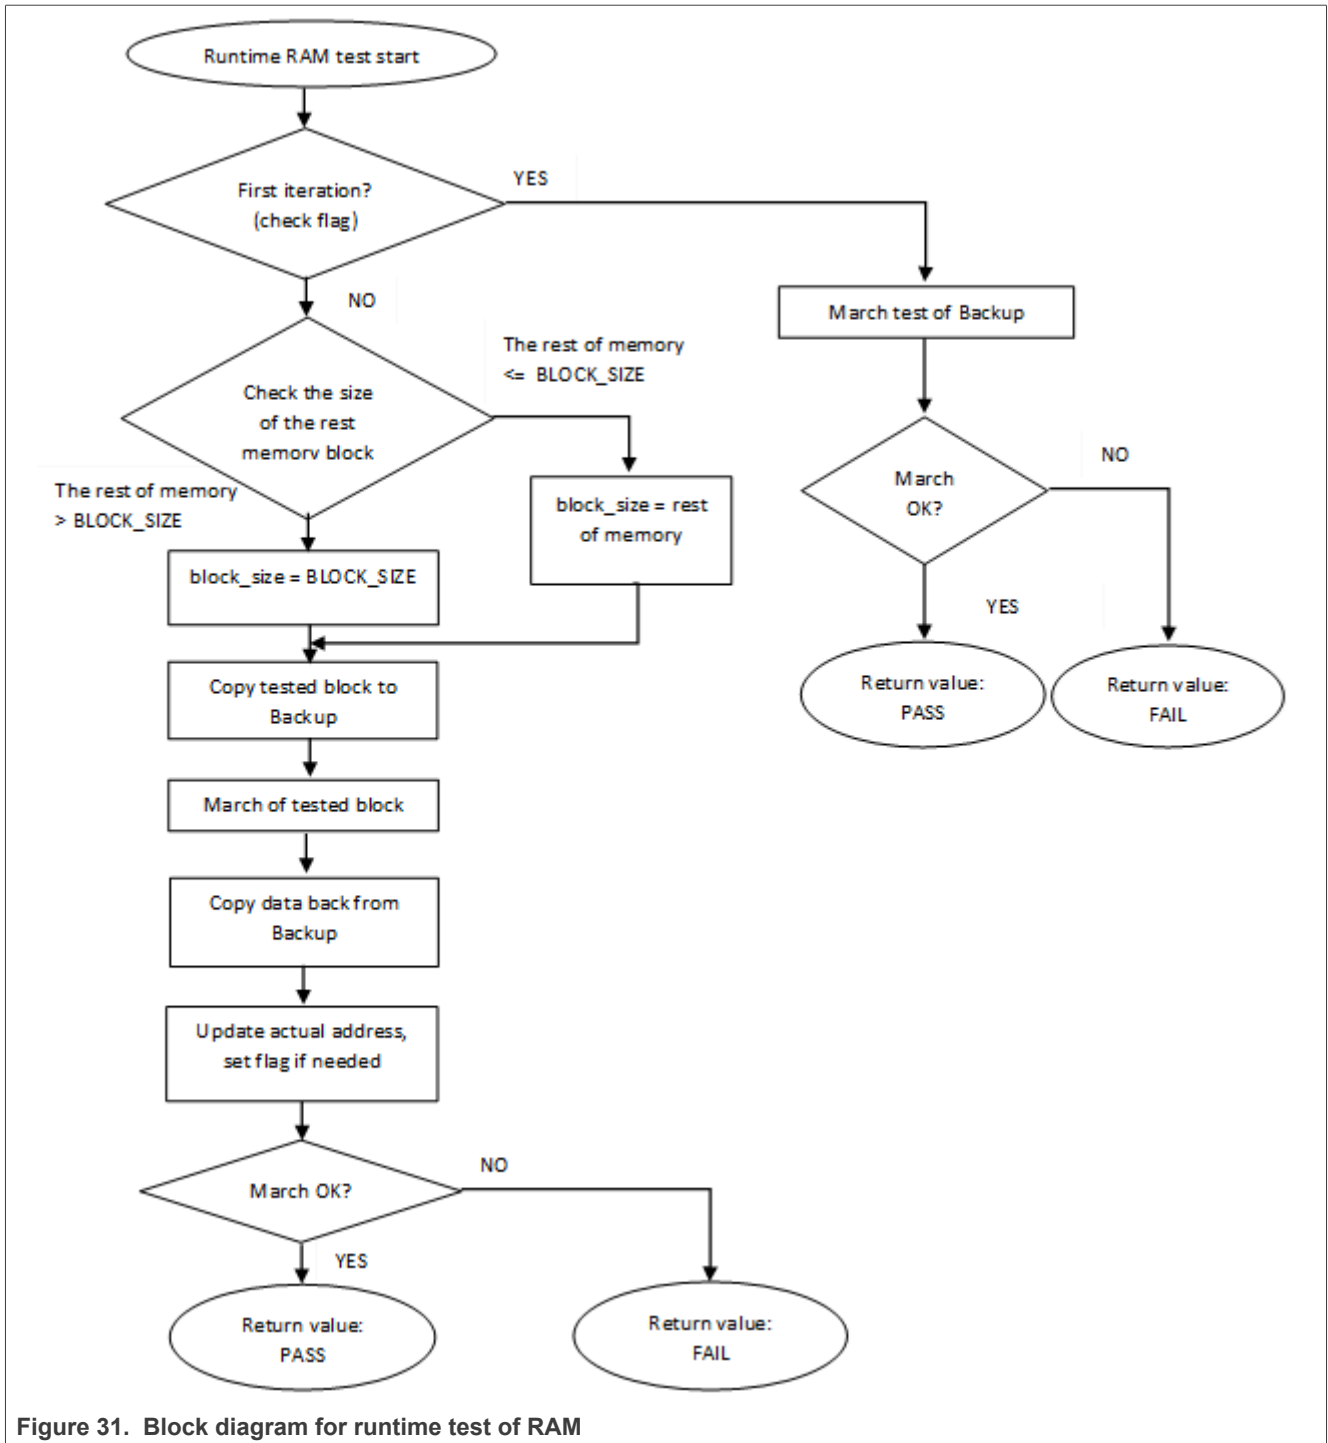 Runtime RAM test start
First iteration?
(check flag)
YES
NO
March test of Backup
The rest of memory
<= BLOCK_SIZE
Check the size
of the rest
memory block
March
OK?
NO
The rest of memory
> BLOCK_SIZE
block_size = rest
of memory
block_size = BLOCK_SIZE
YES
Copy tested block to
Backup
Return value:
PASS
Return value:
FAIL
March of tested block
Copy data back from
Backup
Update actual address,
set flag if needed
March OK?
NO
YES
Return value:
PASS
Return value:
FAIL
Figure 31. Block diagram for runtime test of RAM